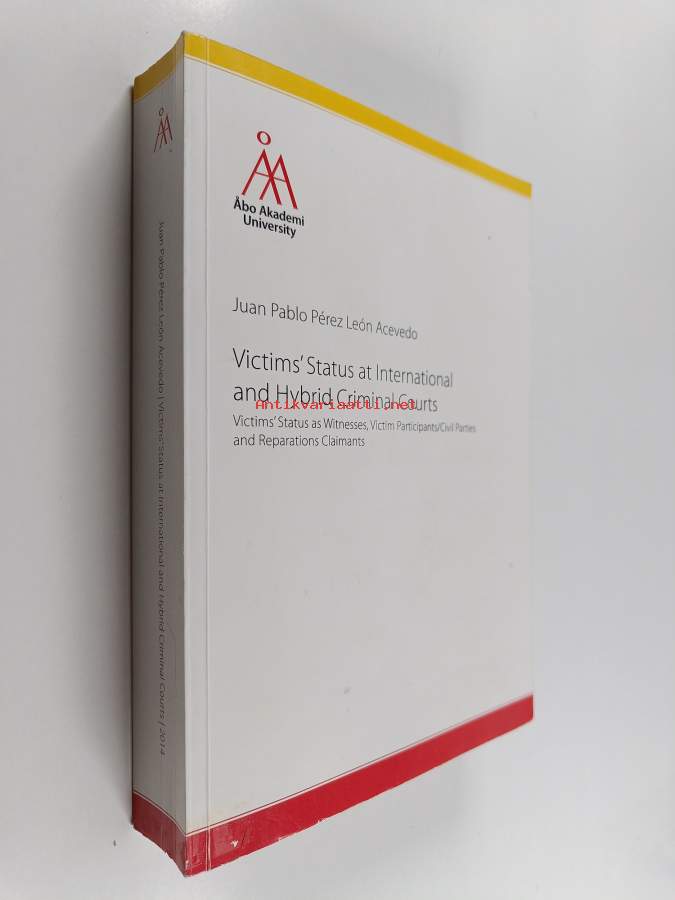 Åbo Akademi
University
Juan Pablo Pérez León Acevedo
Victims' Status at International
and Hybrid Criminal Courts
Antikvariaatti.net
Victims' Status as Witnesses, Victim Participants/Civil Parties
and Reparations Claimants
Juan Pablo Pérez León Acevedo | Victims' Status at International and Hybrid Criminal Courts | 2014